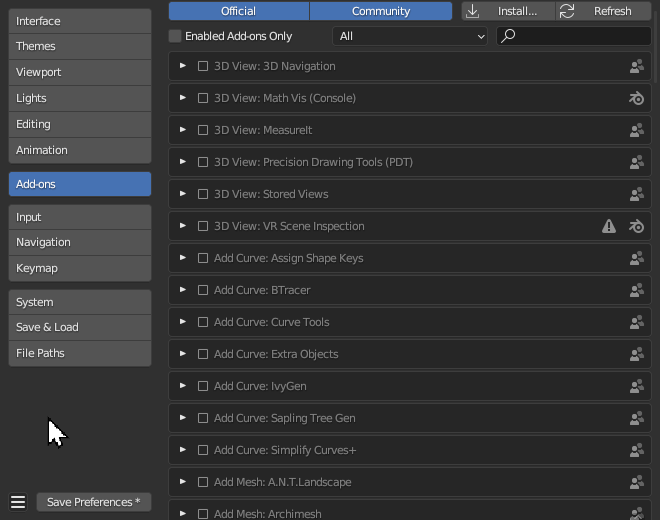 Interface
Themes
Viewport
Lights
Editing
Animation
Add-ons
Input
Navigation
Keymap
System
Save & Load
File Paths
Save Preferences *
Official Community Install... Refresh
Enabled Add-ons Only All
3D View: 3D Navigation
3D View: Math Vis (Console)
3D View: MeasureIt
3D View: Precision Drawing Tools (PDT)
3D View: Stored Views
3D View: VR Scene Inspection
Add Curve: Assign Shape Keys
Add Curve: BTracer
Add Curve: Curve Tools
Add Curve: Extra Objects
Add Curve: IvyGen
Add Curve: Sapling Tree Gen
Add Curve: Simplify Curves+
Add Mesh: A.N.T.Landscape
Add Mesh: Archimesh